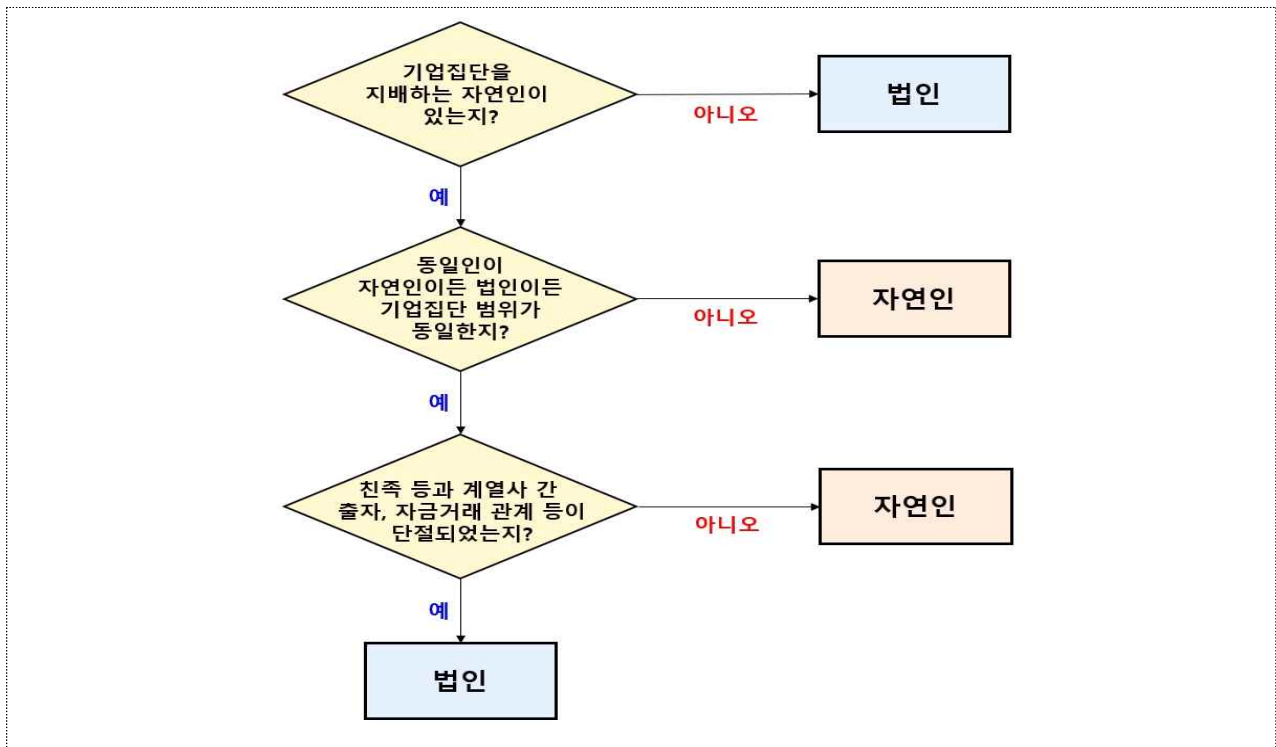 기업집단을
지배하는 자연인이
있는지?
아니오
법인
예
동일인이
자연인이든 법인이든
기업집단 범위가
동일한지?
아니오
자연인
예
친족 등과 계열사 간
출자, 자금거래 관계 등이
단절되었는지?
아니오
자연인
예
법인